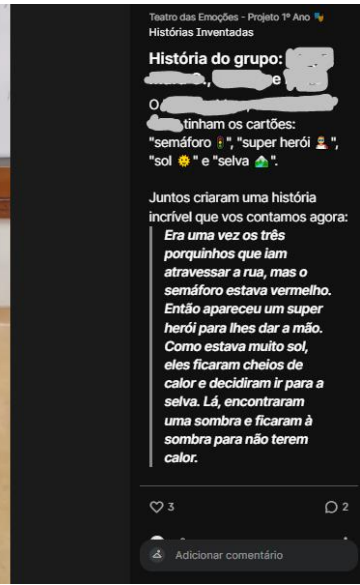 Teatro das Emoções - Projeto 1º Ano 🎭
Histórias Inventadas
História do grupo:
e
O
tinham os cartões:
"semáforo 🚦", "super herói 🦸",
"sol 🌞" e "selva 🏞️".
Juntos criaram uma história
incrível que vos contamos agora:
Era uma vez os três
porquinhos que iam
atravessar a rua, mas o
semáforo estava vermelho.
Então apareceu um super
herói para lhes dar a mão.
Como estava muito sol,
eles ficaram cheios de
calor e decidiram ir para a
selva. Lá, encontraram
uma sombra e ficaram à
sombra para não terem
calor.
3
2
Adicionar comentário